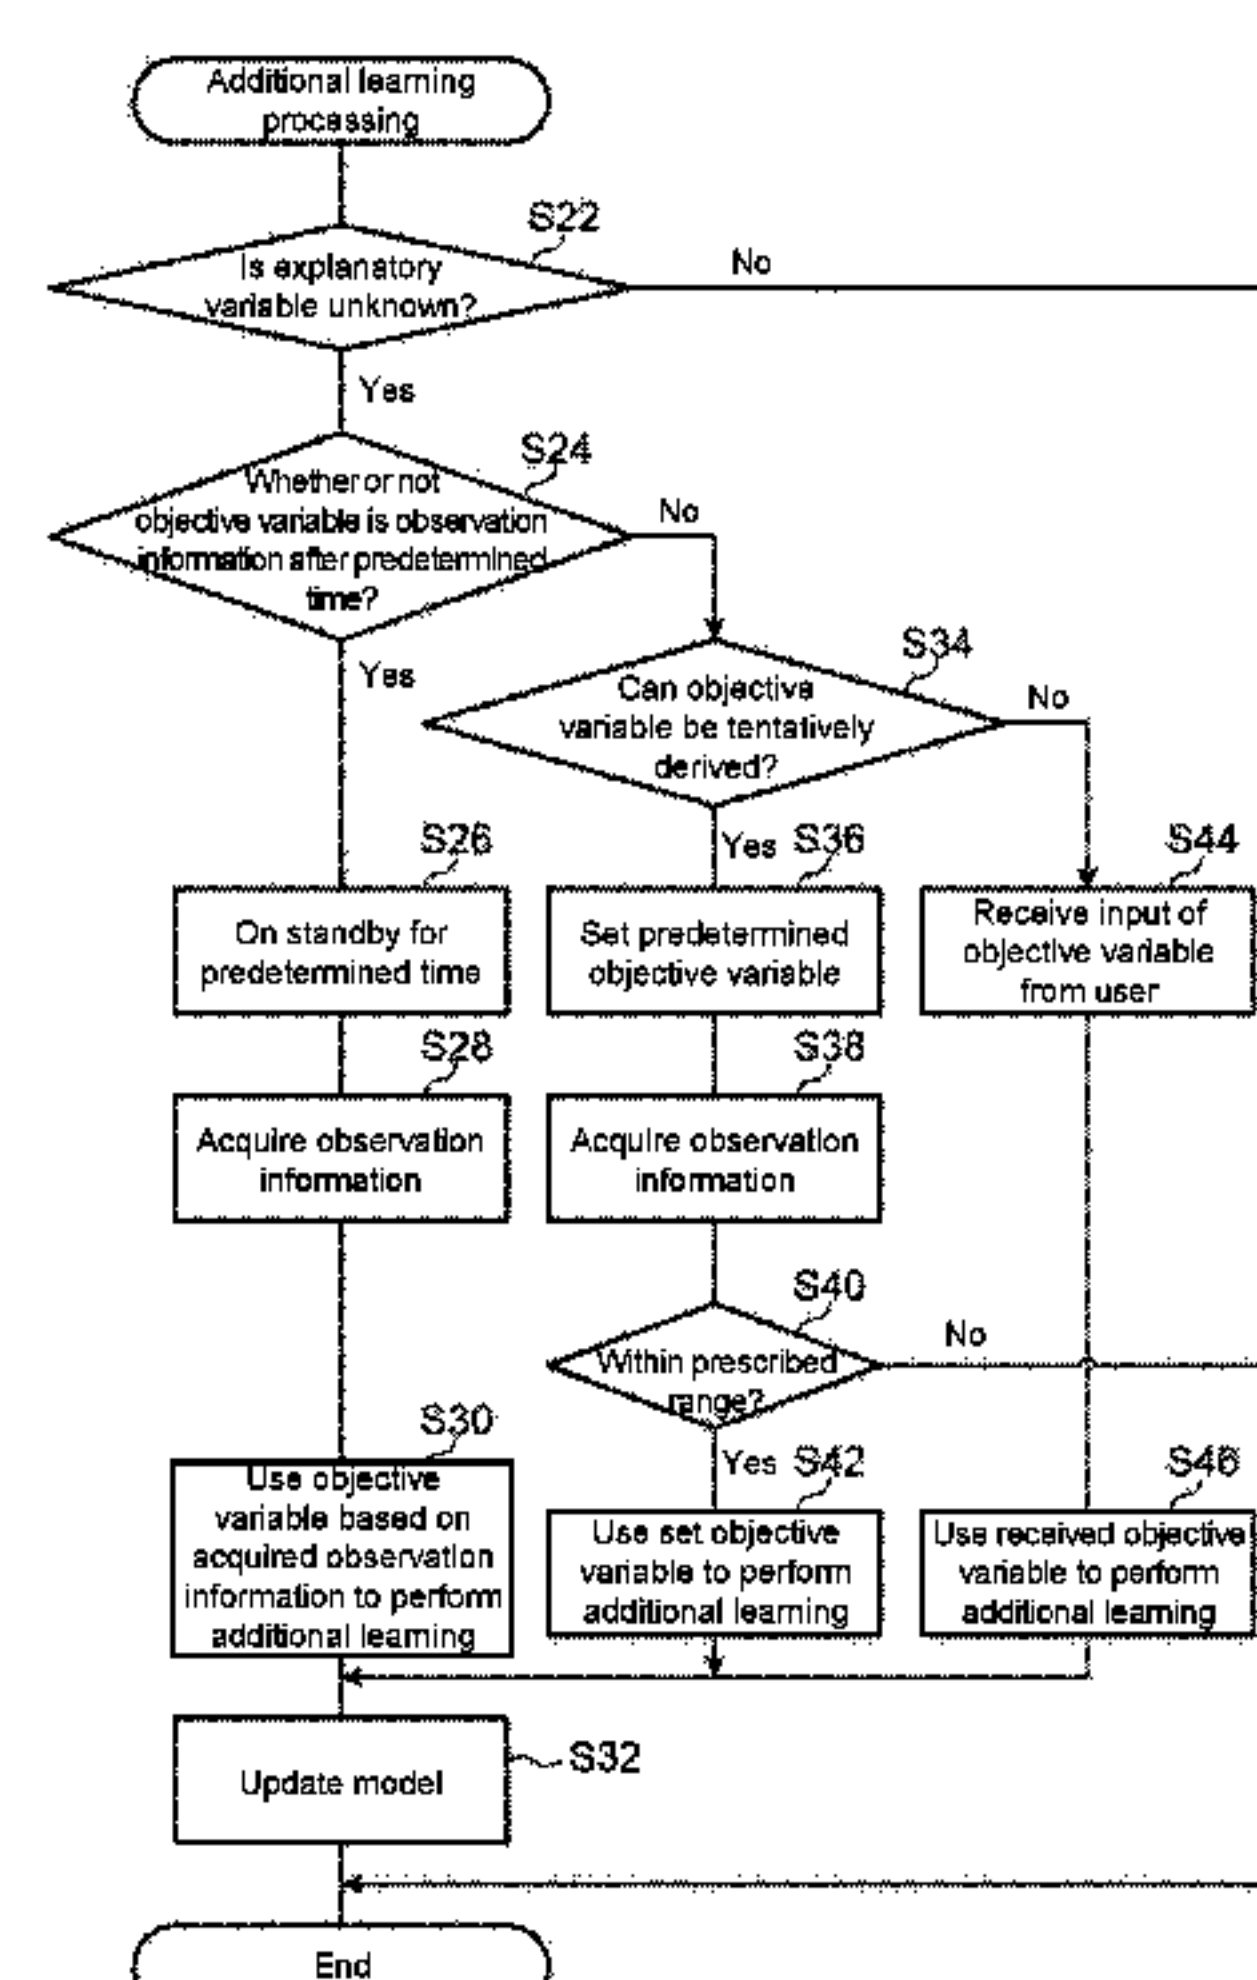 Additional learning
processing
S22
Is explanatory
variable unknown?
No
Yes
S24
Whether or not
objective variable is observation
information after predetermined
time?
No
Yes
S34
Can objective
variable be tentatively
derived?
No
Yes
S26
On standby for
predetermined time
S36
Set predetermined
objective variable
S44
Receive input of
objective variable
from user
S28
Acquire observation
information
S38
Acquire observation
information
S40
Within prescribed
range?
No
Yes
S30
Use objective
variable based on
acquired observation
information to perform
additional learning
S42
Use set objective
variable to perform
additional learning
S46
Use received objective
variable to perform
additional learning
S32
Update model
End